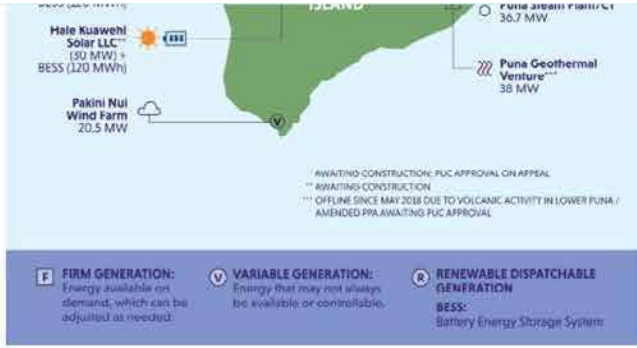 BESS (120 MWh)
ISLAND
Puna Steam Plant/CT
36.7 MW
Hale Kuawehi
Solar LLC**
(30 MW) +
BESS (120 MWh)
Puna Geothermal
Venture***
38 MW
Pakini Nui
Wind Farm
20.5 MW
V
* AWAITING CONSTRUCTION; PUC APPROVAL ON APPEAL
** AWAITING CONSTRUCTION
*** OFFLINE SINCE MAY 2018 DUE TO VOLCANIC ACTIVITY IN LOWER PUNA /
AMENDED PPA AWAITING PUC APPROVAL
F FIRM GENERATION:
Energy available on
demand, which can be
adjusted as needed.
V VARIABLE GENERATION:
Energy that may not always
be available or controllable.
R RENEWABLE DISPATCHABLE
GENERATION
BESS:
Battery Energy Storage System